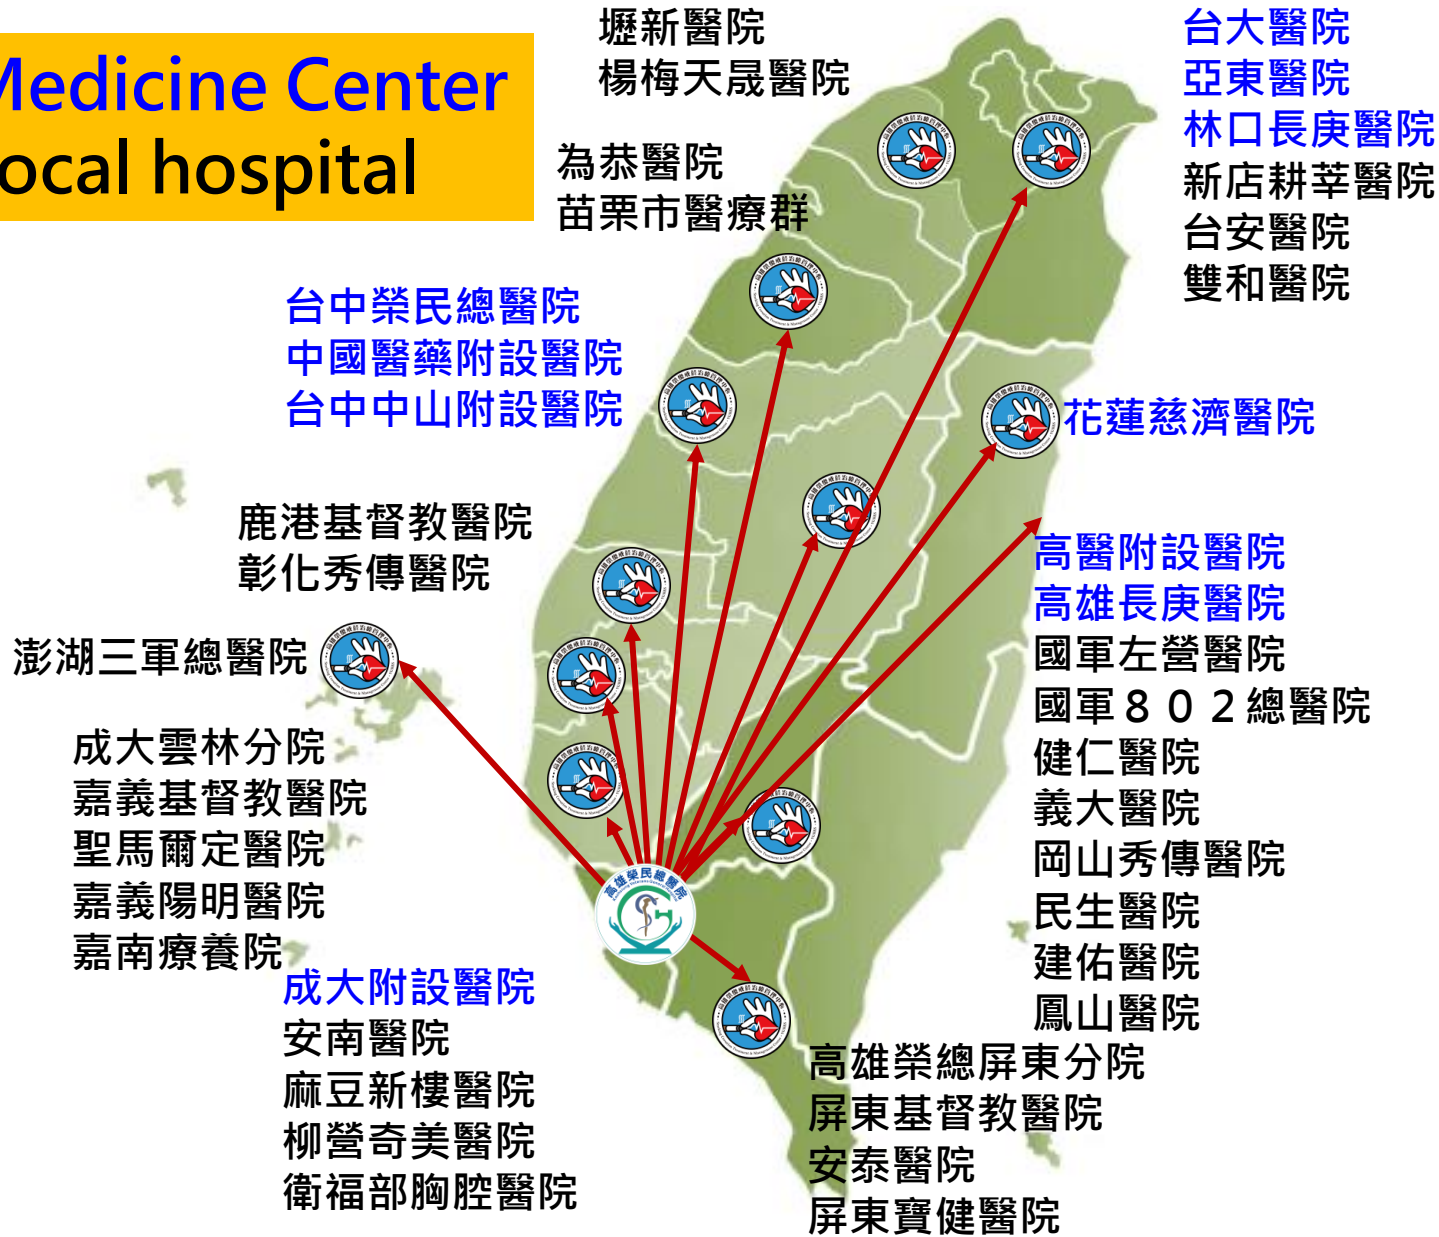 Medicine Center
ocal hospital
壢新醫院
楊梅天晟醫院
為恭醫院
苗栗市醫療群
台大醫院
亞東醫院
林口長庚醫院
新店耕莘醫院
台安醫院
雙和醫院
台中榮民總醫院
中國醫藥附設醫院
台中中山附設醫院
花蓮慈濟醫院
鹿港基督教醫院
彰化秀傳醫院
澎湖三軍總醫院
高醫附設醫院
高雄長庚醫院
國軍左營醫院
國軍８０２總醫院
健仁醫院
義大醫院
岡山秀傳醫院
民生醫院
建佑醫院
鳳山醫院
成大雲林分院
嘉義基督教醫院
聖馬爾定醫院
嘉義陽明醫院
嘉南療養院
高雄榮民總醫院
成大附設醫院
安南醫院
麻豆新樓醫院
柳營奇美醫院
衛福部胸腔醫院
高雄榮總屏東分院
屏東基督教醫院
安泰醫院
屏東寶健醫院